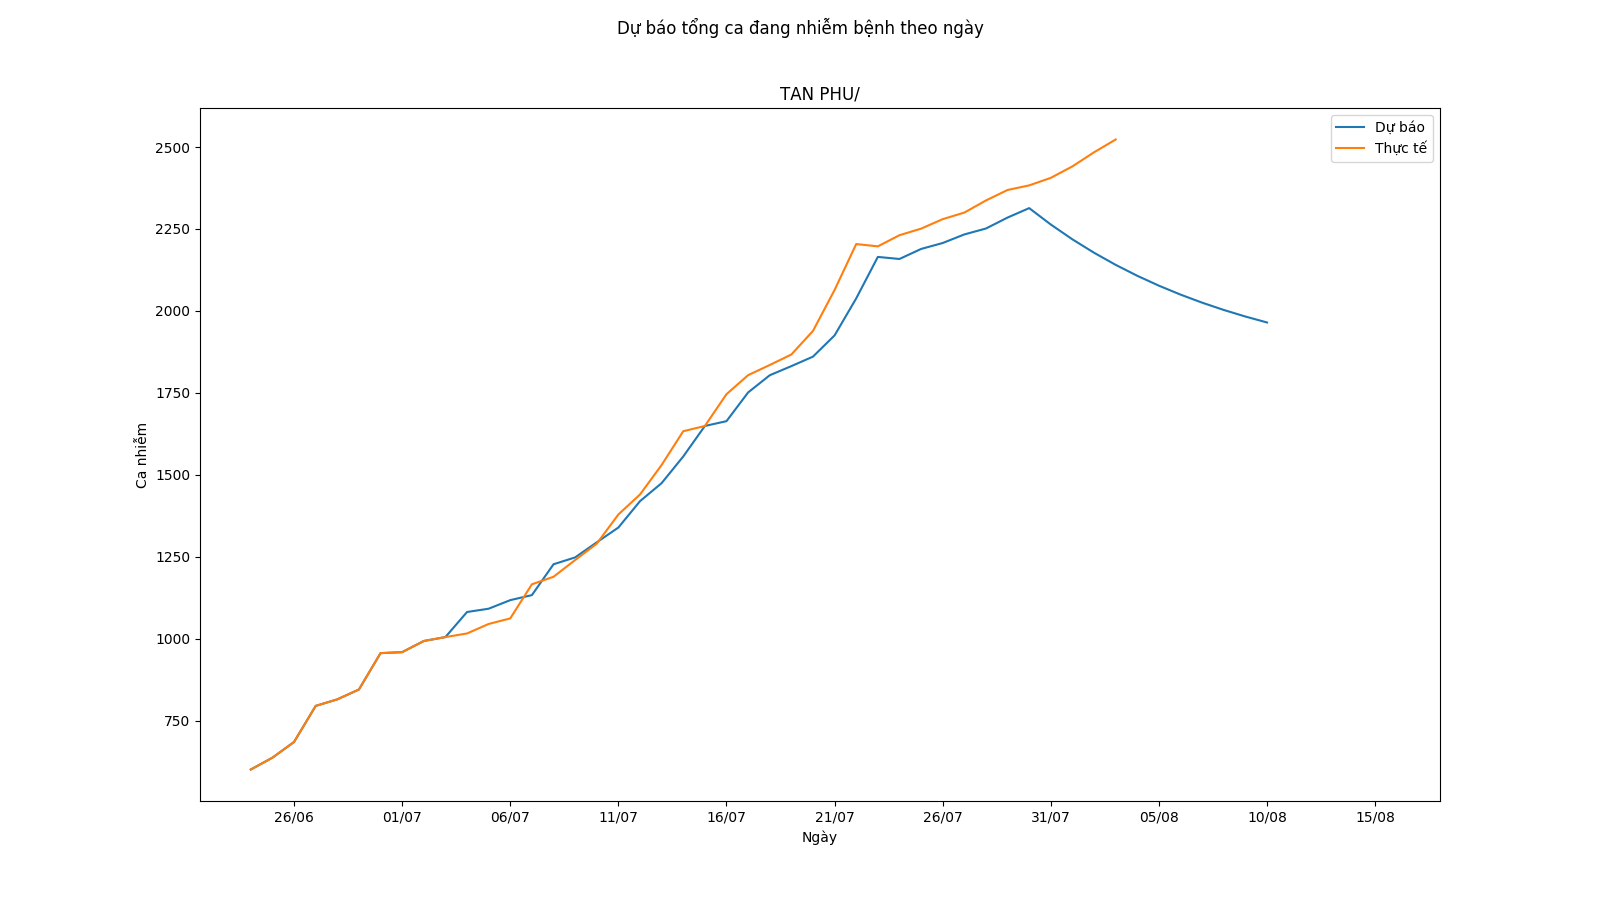 Dự báo tổng ca đang nhiễm bệnh theo ngày
TAN PHU/
Dự báo
Thực tế
2500
2250
2000
1750
1500
1250
1000
750
Ca nhiễm
26/06 01/07 06/07 11/07 16/07 21/07 26/07 31/07 05/08 10/08 15/08
Ngày